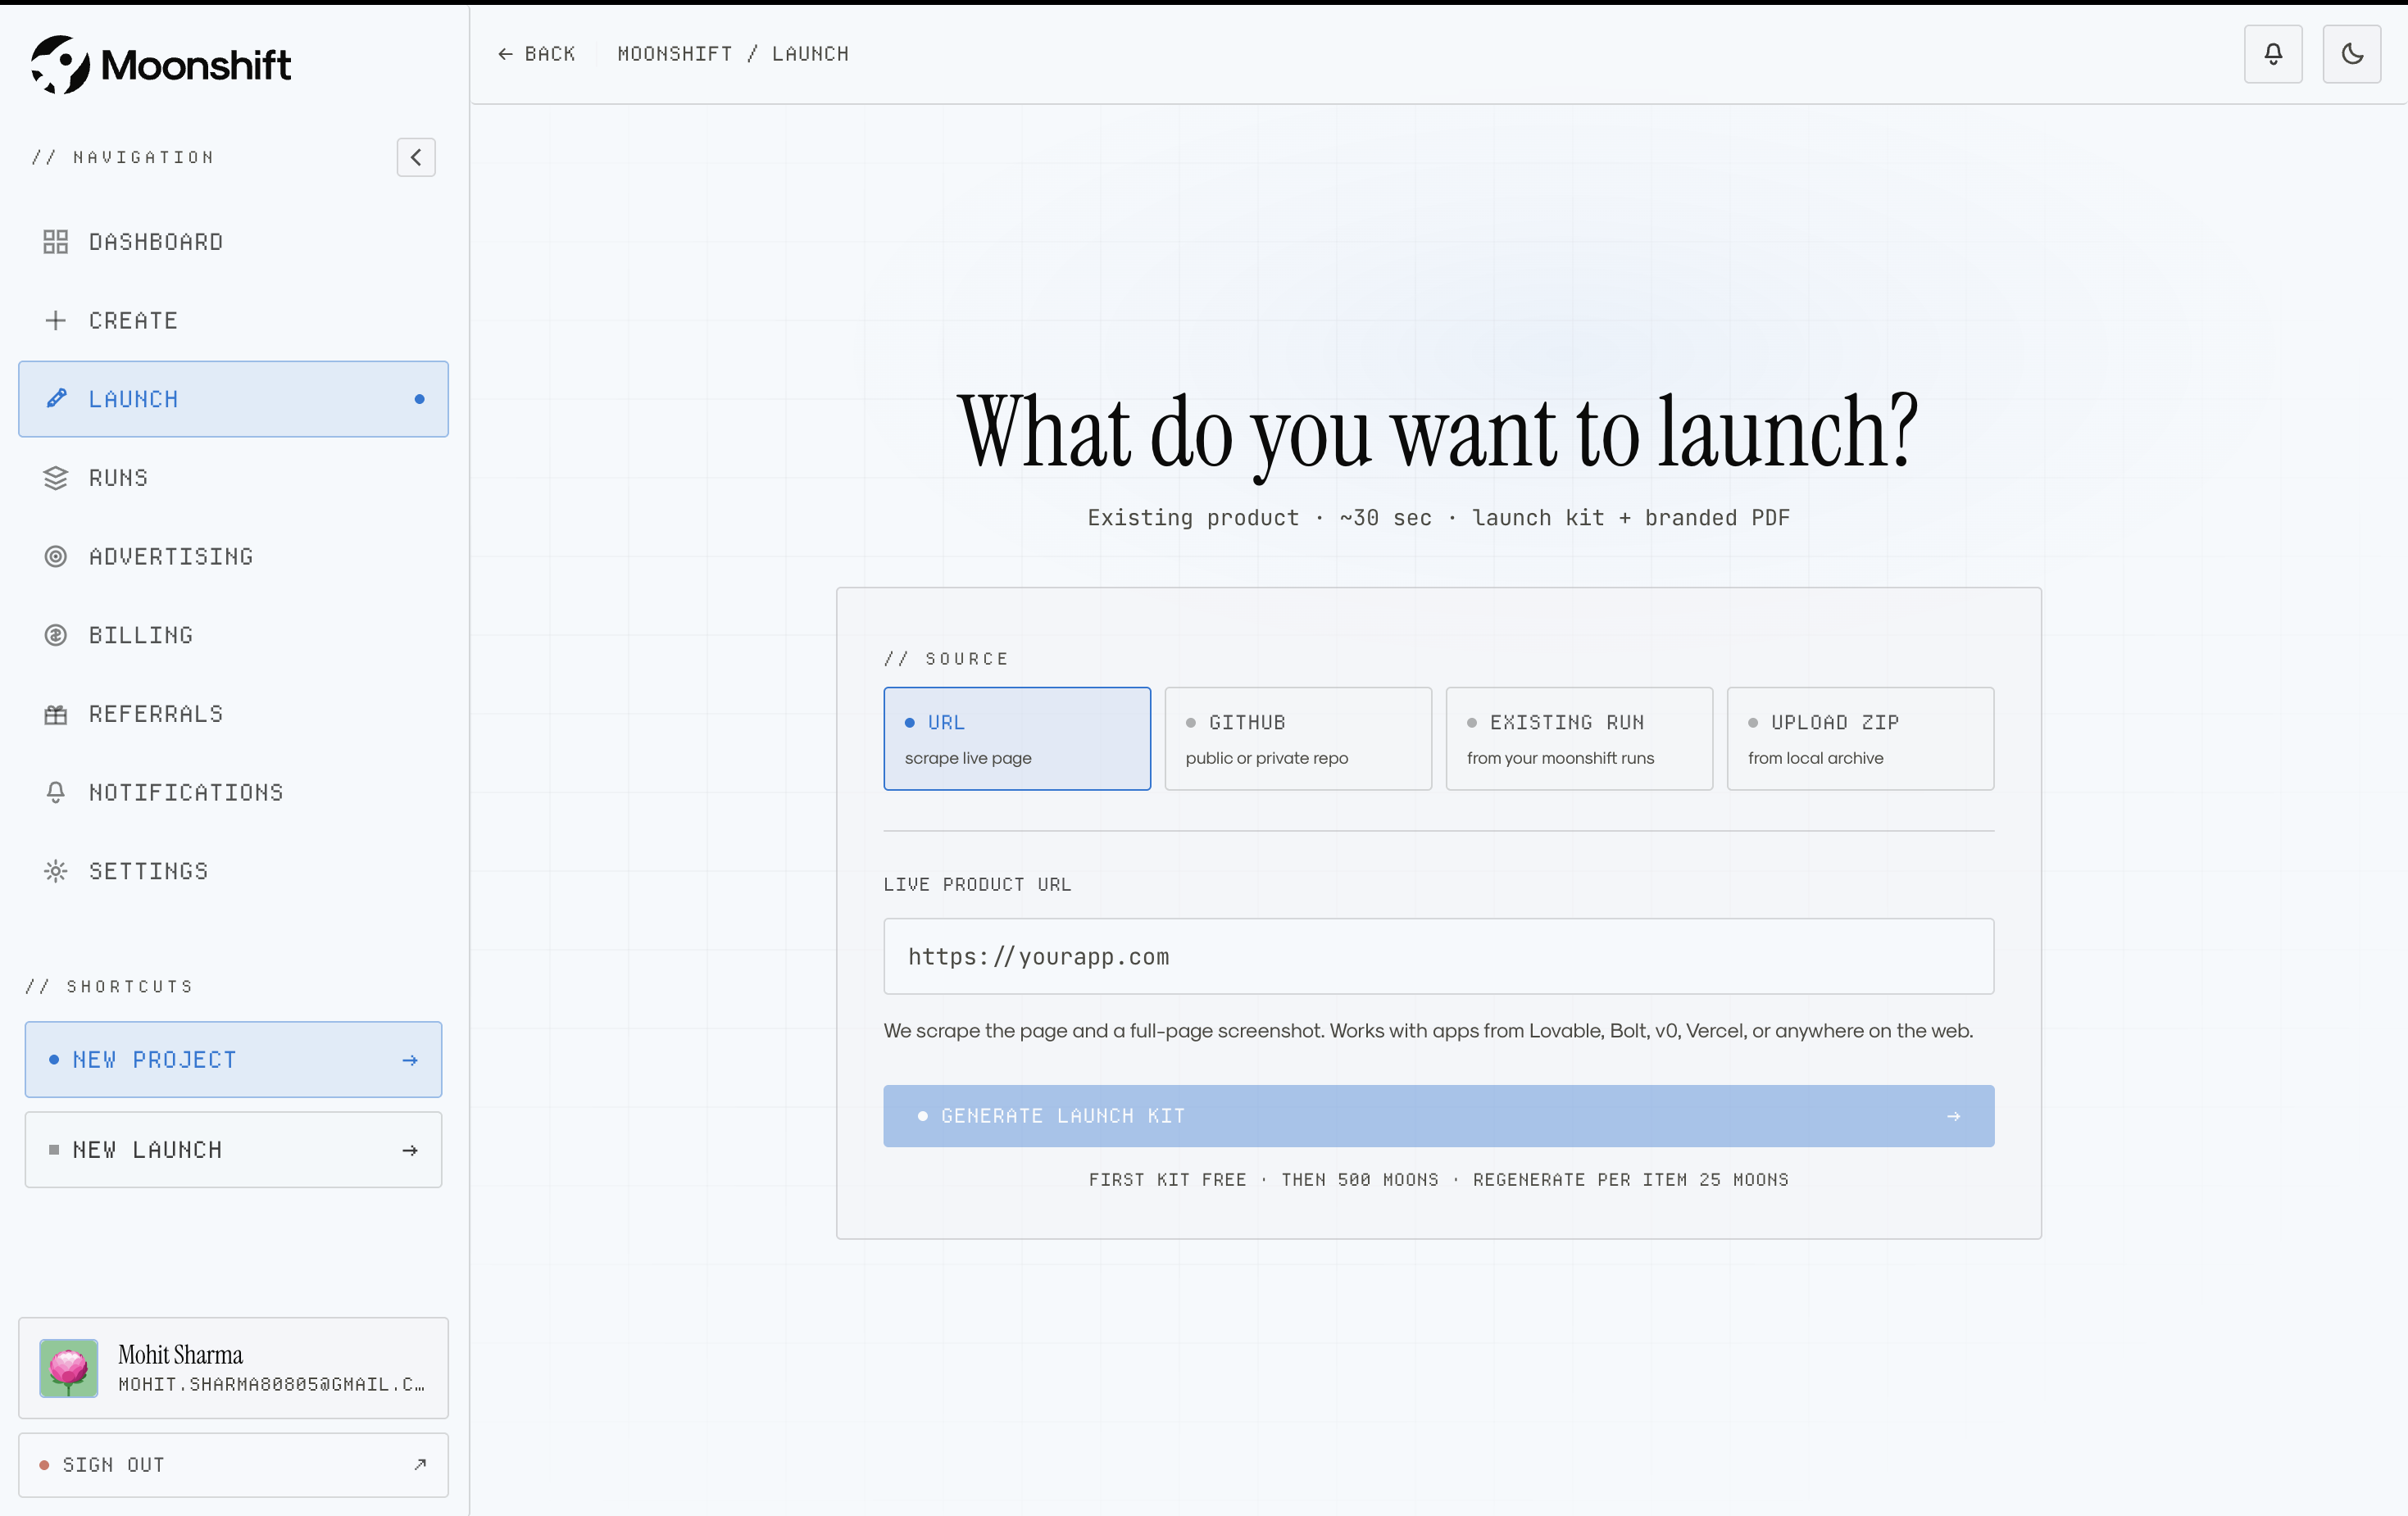 Moonshift
// NAVIGATION
DASHBOARD
CREATE
LAUNCH
RUNS
ADVERTISING
BILLING
REFERRALS
NOTIFICATIONS
SETTINGS
// SHORTCUTS
NEW PROJECT →
NEW LAUNCH →
Mohit Sharma
MOHIT.SHARMA80805@GMAIL.C…
SIGN OUT ↗
← BACK
MOONSHIFT / LAUNCH
What do you want to launch?
Existing product · ~30 sec · launch kit + branded PDF
// SOURCE
URL
scrape live page
GITHUB
public or private repo
EXISTING RUN
from your moonshift runs
UPLOAD ZIP
from local archive
LIVE PRODUCT URL
https://yourapp.com
We scrape the page and a full-page screenshot. Works with apps from Lovable, Bolt, v0, Vercel, or anywhere on the web.
GENERATE LAUNCH KIT →
FIRST KIT FREE · THEN 500 MOONS · REGENERATE PER ITEM 25 MOONS